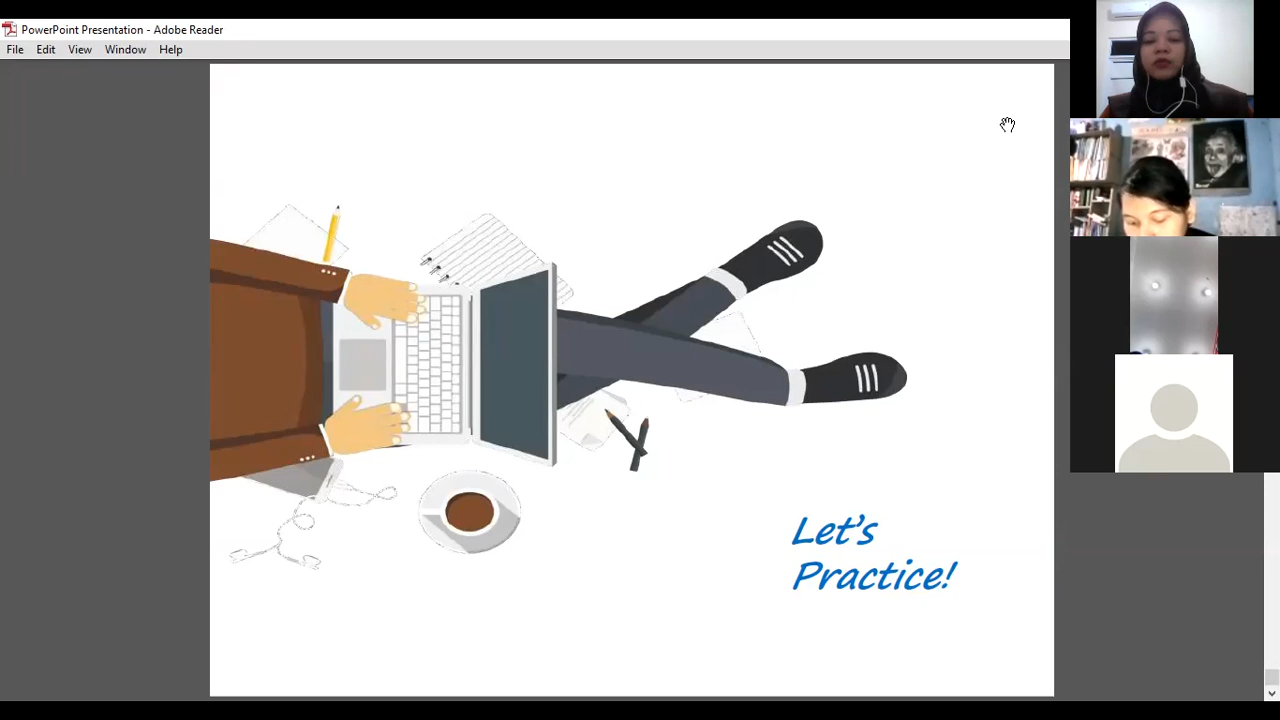 PowerPoint Presentation - Adobe Reader
File Edit View Window Help
Let's
Practice!